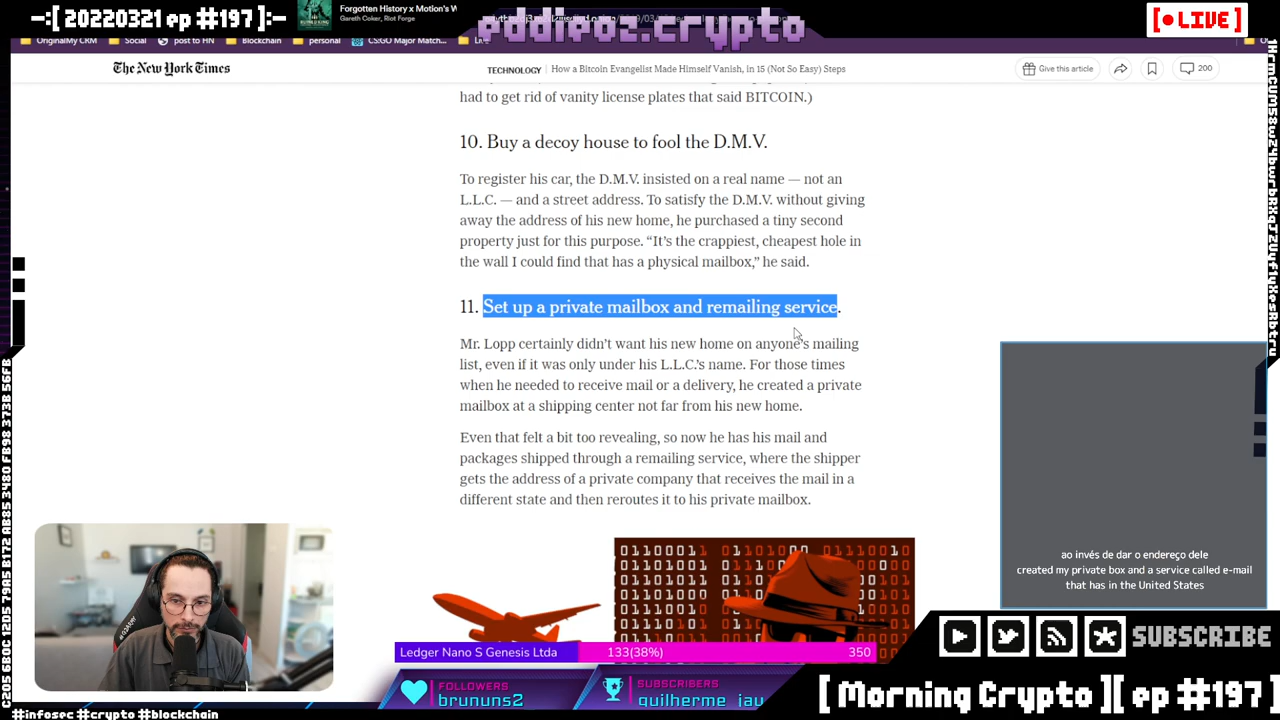 -:[ 20220321 ep #197 ]:-
Forgotten History x Motion's W
Gareth Coker, Riot Forge
eddieoz.crypto
[ ● LIVE ]
OriginalMy CRM
Social
post to HN
Blockchain
personal
CS:GO Major Match...
The New York Times
TECHNOLOGY | How a Bitcoin Evangelist Made Himself Vanish, in 15 (Not So Easy) Steps
Give this article
200
had to get rid of vanity license plates that said BITCOIN.)
10. Buy a decoy house to fool the D.M.V.
To register his car, the D.M.V. insisted on a real name — not an
L.L.C. — and a street address. To satisfy the D.M.V. without giving
away the address of his new home, he purchased a tiny second
property just for this purpose. “It’s the crappiest, cheapest hole in
the wall I could find that has a physical mailbox,” he said.
11. Set up a private mailbox and remailing service.
Mr. Lopp certainly didn’t want his new home on anyone’s mailing
list, even if it was only under his L.L.C.’s name. For those times
when he needed to receive mail or a delivery, he created a private
mailbox at a shipping center not far from his new home.
Even that felt a bit too revealing, so now he has his mail and
packages shipped through a remailing service, where the shipper
gets the address of a private company that receives the mail in a
different state and then reroutes it to his private mailbox.
ao invés de dar o endereço dele
created my private box and a service called e-mail
that has in the United States
Ledger Nano S Genesis Ltda
133(38%)
350
FOLLOWERS
brununs2
SUBSCRIBERS
guilherme_jau
SUBSCRIBE
[ Morning Crypto ][ ep #197 ]
#infosec #crypto #blockchain